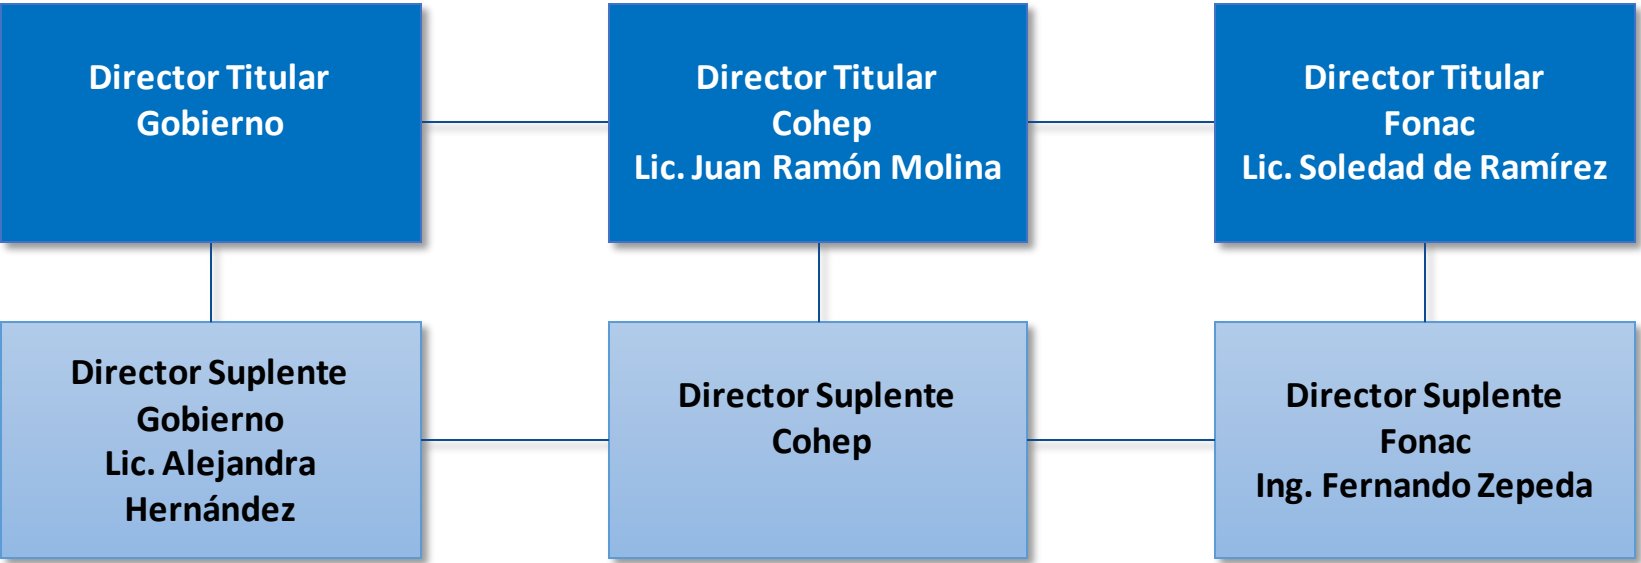 Director Titular
Gobierno
Director Titular
Cohep
Lic. Juan Ramón Molina
Director Titular
Fonac
Lic. Soledad de Ramírez
Director Suplente
Gobierno
Lic. Alejandra
Hernández
Director Suplente
Cohep
Director Suplente
Fonac
Ing. Fernando Zepeda